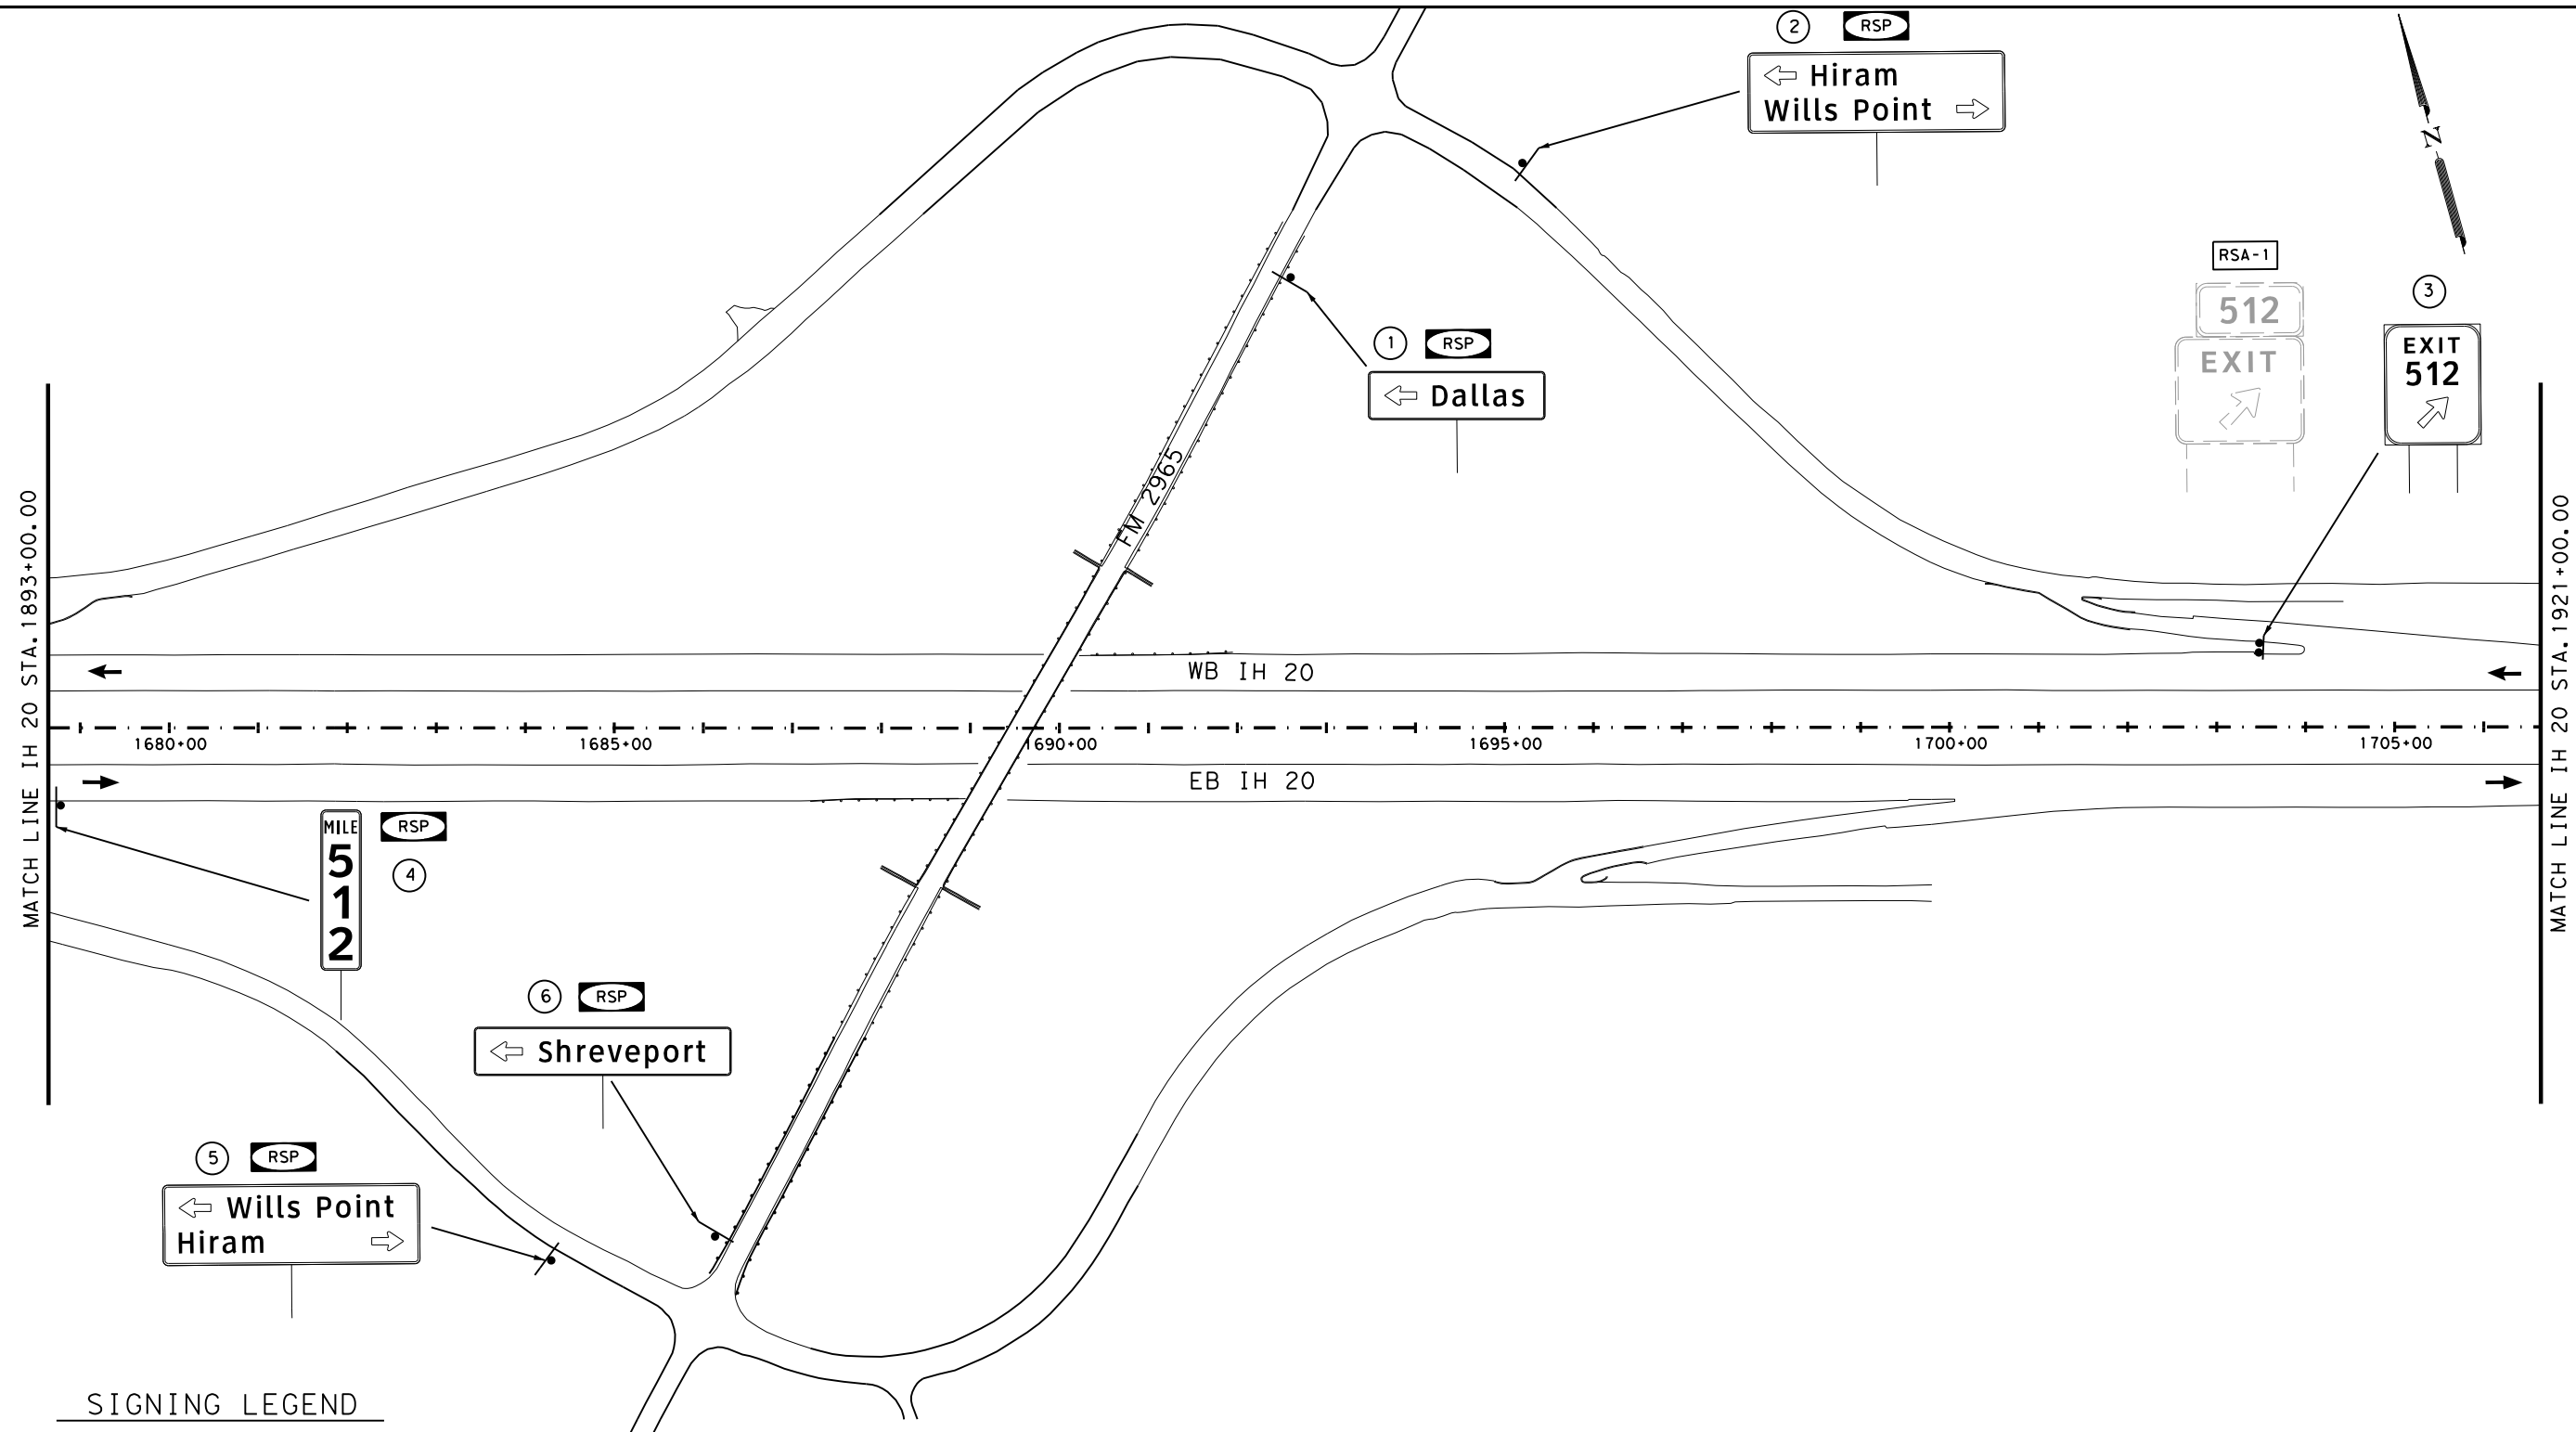 2 RSP
Hiram
Wills Point
N
RSA-1
512
EXIT
3
EXIT
512
1 RSP
Dallas
FM 2965
MATCH LINE IH 20 STA.1893+00.00
MATCH LINE IH 20 STA.1921+00.00
WB IH 20
1680+00 1685+00 1690+00 1695+00 1700+00 1705+00
EB IH 20
MILE
5
1
2
RSP
4
6 RSP
Shreveport
5 RSP
Wills Point
Hiram
SIGNING LEGEND